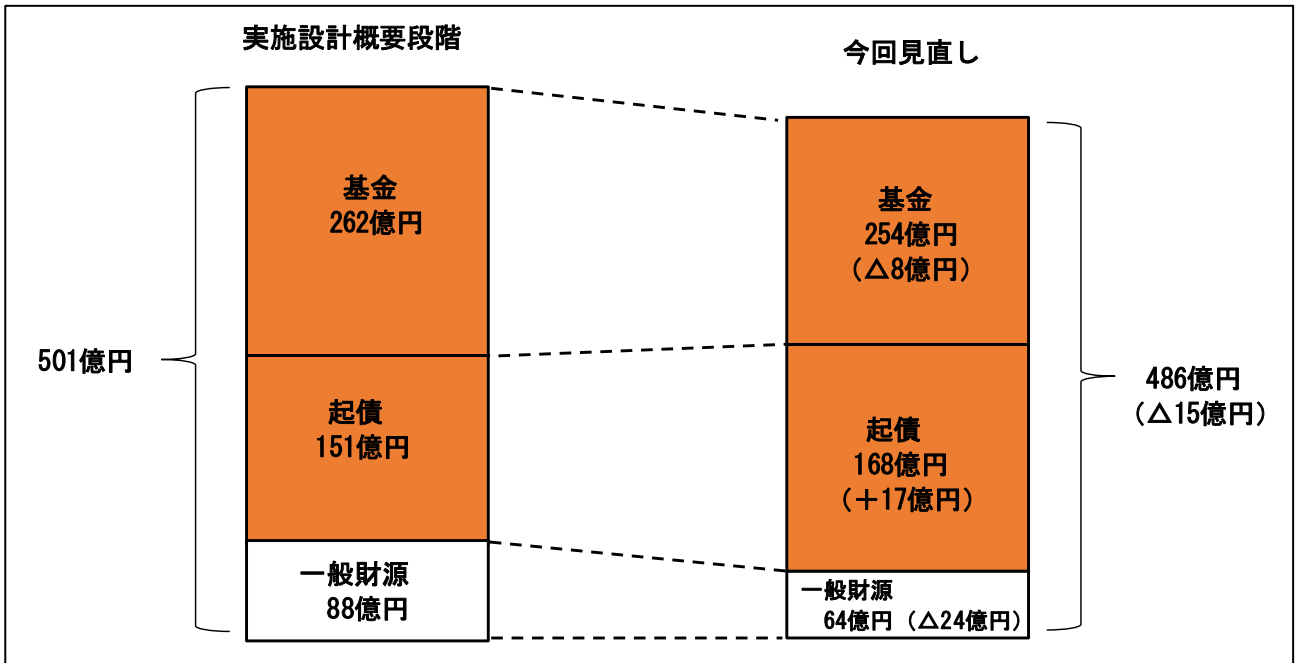 実施設計概要段階
今回見直し
基金
262億円
基金
254億円
(△8億円)
501億円
486億円
(△15億円)
起債
151億円
起債
168億円
(＋17億円)
一般財源
88億円
一般財源
64億円 (△24億円)